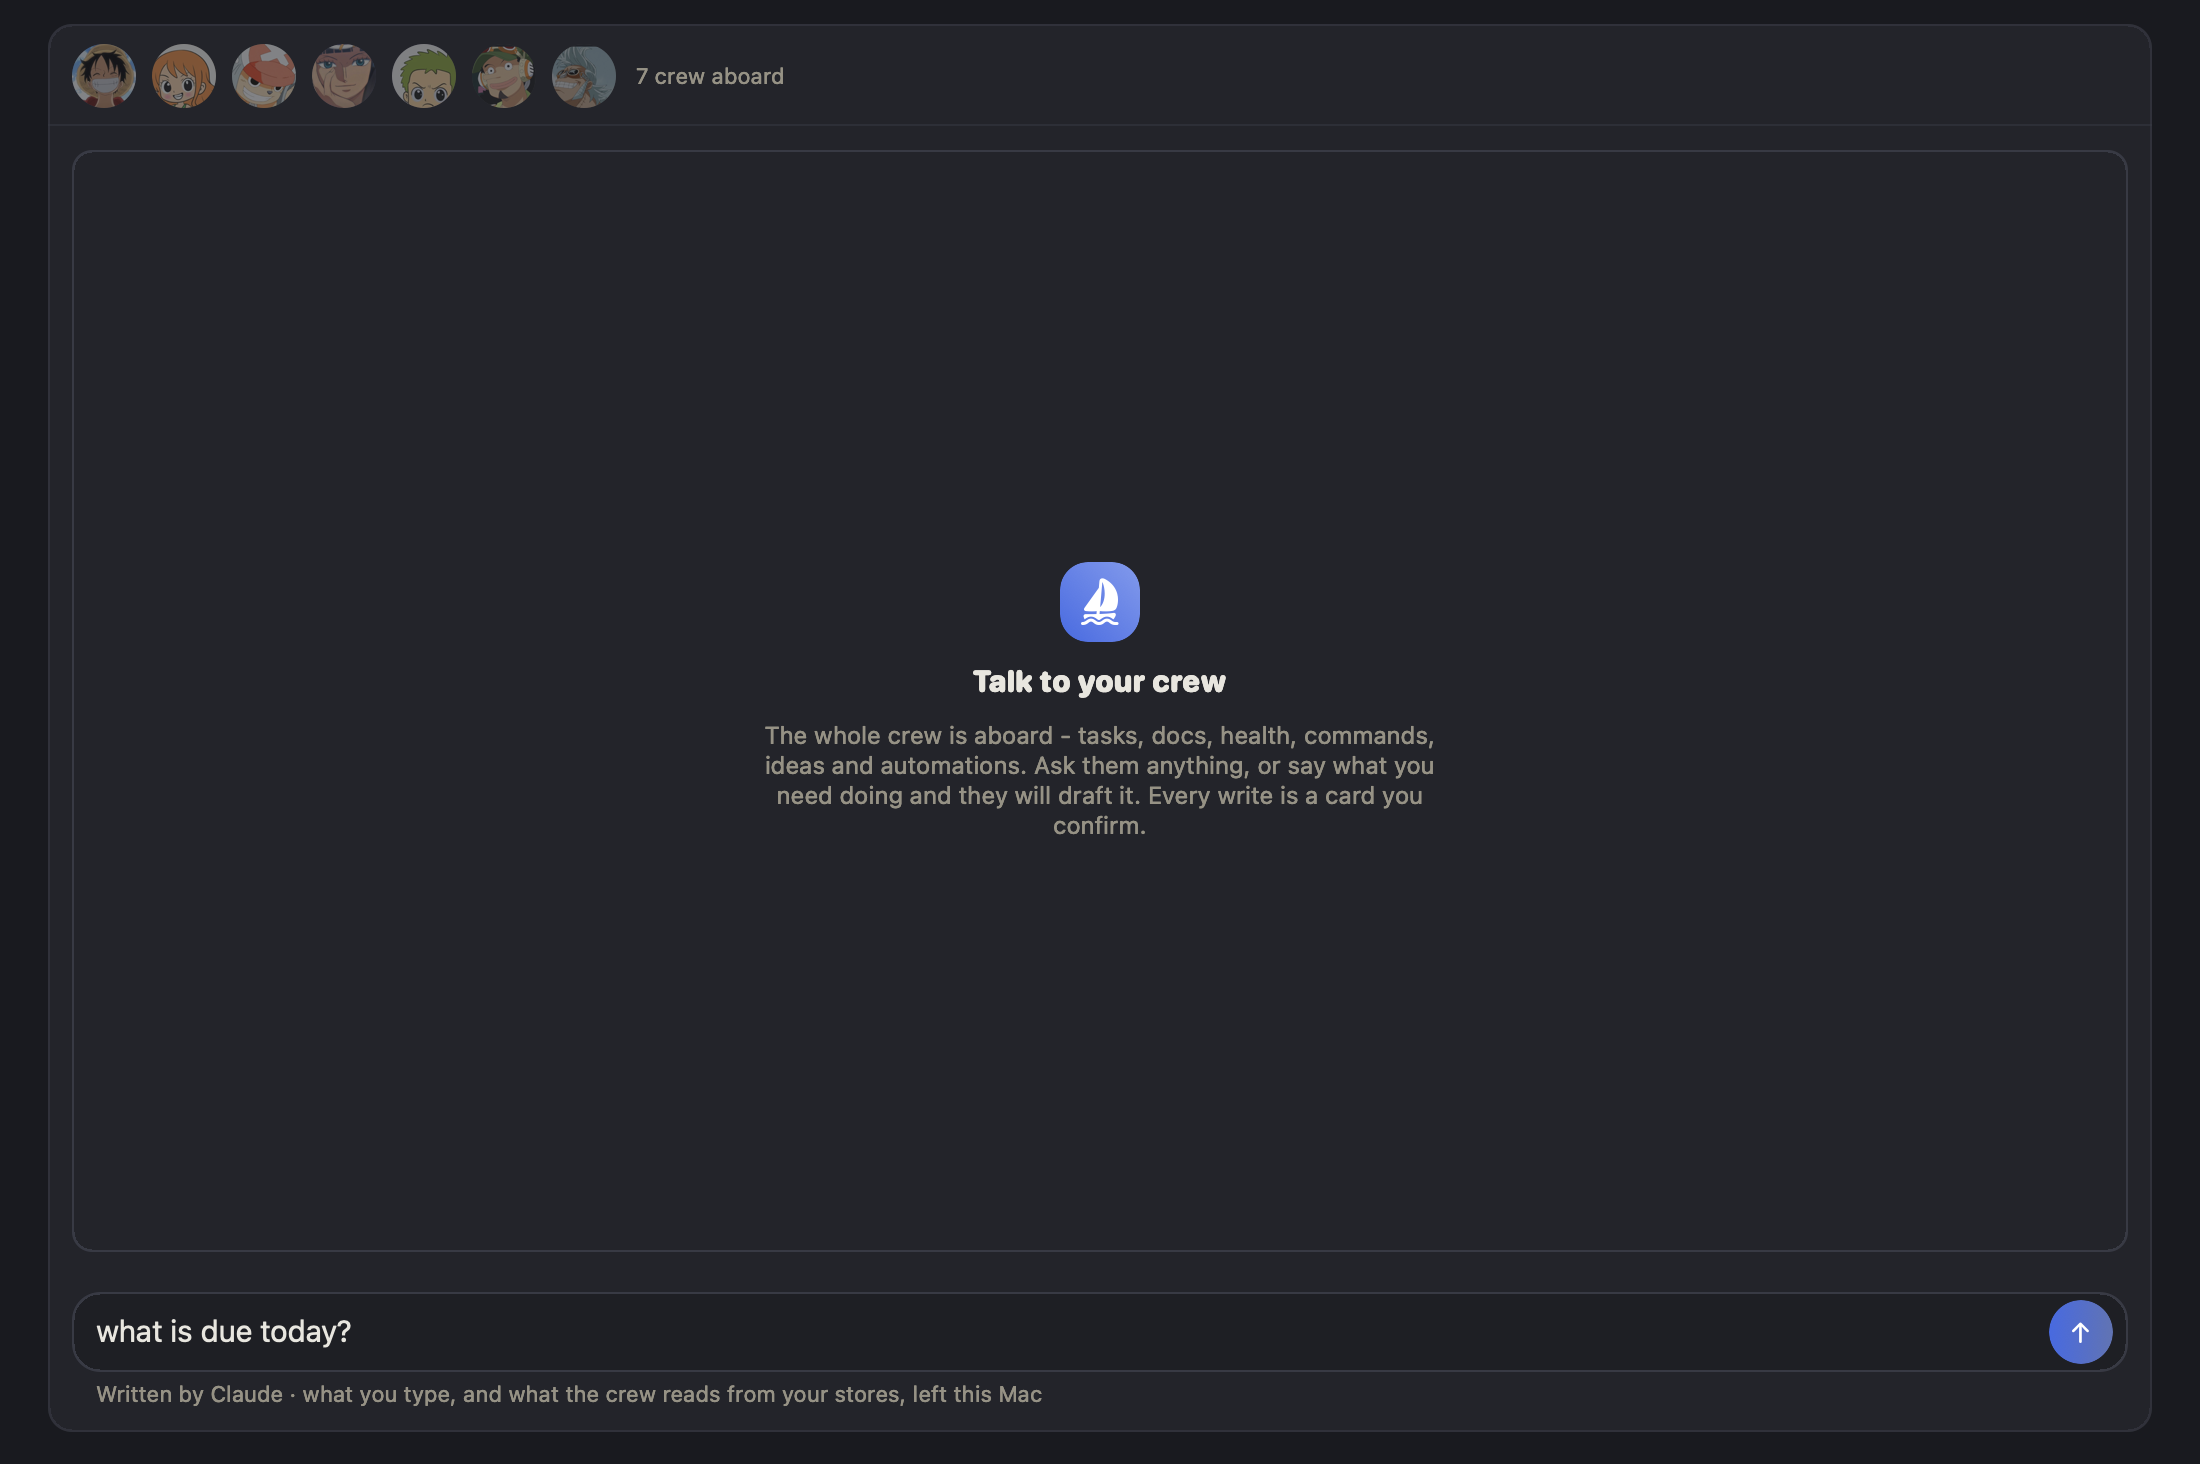 7 crew aboard
Talk to your crew
The whole crew is aboard - tasks, docs, health, commands,
ideas and automations. Ask them anything, or say what you
need doing and they will draft it. Every write is a card you
confirm.
what is due today?
Written by Claude · what you type, and what the crew reads from your stores, left this Mac